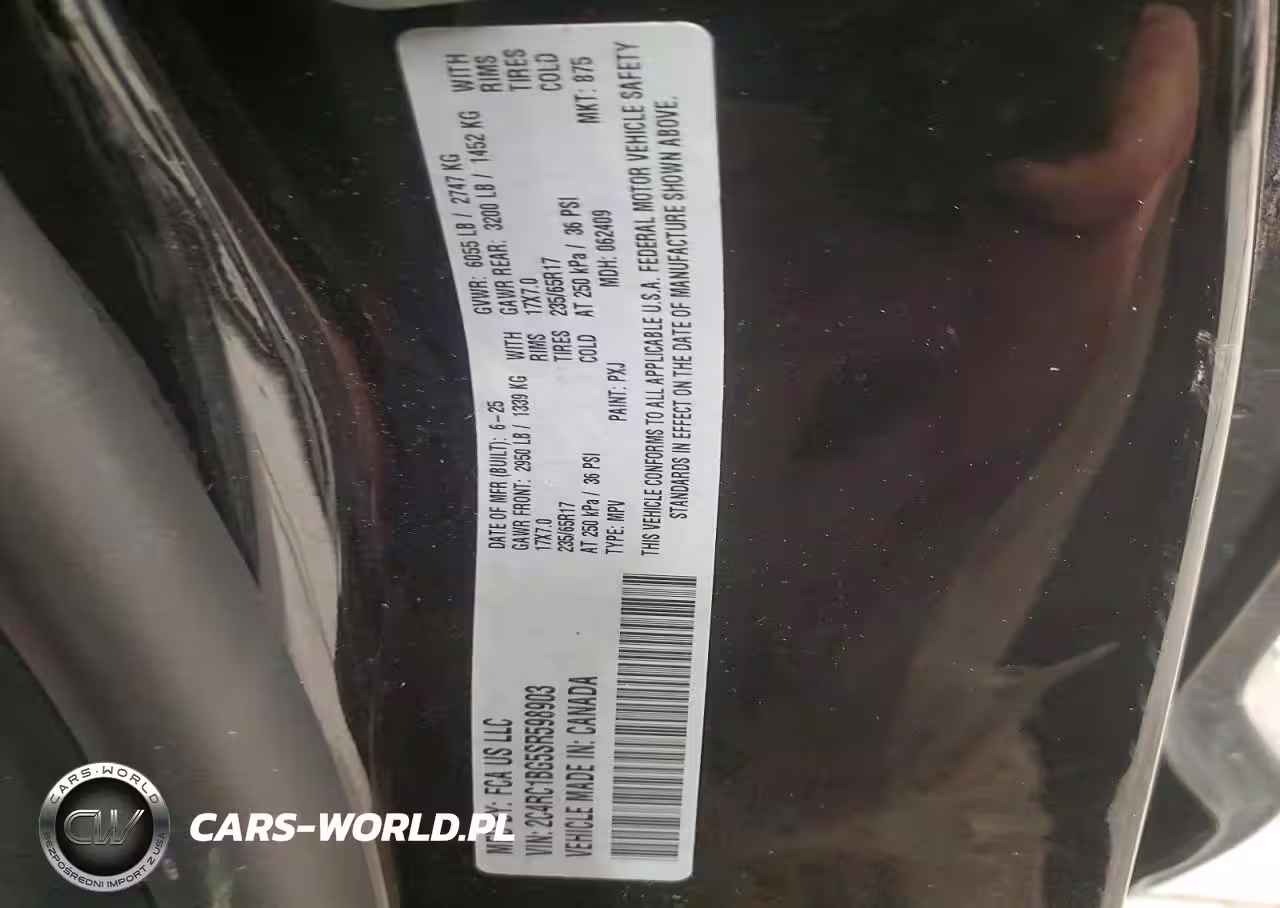 MFD BY: FCA US LLC
VIN: 2C4RC1BG5SR598903
VEHICLE MADE IN: CANADA
DATE OF MFR (BUILT): 6-25
GVWR: 6055 LB / 2747 KG
GAWR FRONT: 2950 LB / 1339 KG WITH
17X7.0 RIMS
235/65R17 TIRES
AT 250 kPa / 36 PSI COLD
GAWR REAR: 3200 LB / 1452 KG WITH
17X7.0 RIMS
235/65R17 TIRES
AT 250 kPa / 36 PSI COLD
TYPE: MPV PAINT: PXJ MDH: 062409 MKT: 875
THIS VEHICLE CONFORMS TO ALL APPLICABLE U.S.A. FEDERAL MOTOR VEHICLE SAFETY
STANDARDS IN EFFECT ON THE DATE OF MANUFACTURE SHOWN ABOVE.
CARS-WORLD
CW
BEZPOŚREDNI IMPORT Z USA
CARS-WORLD.PL